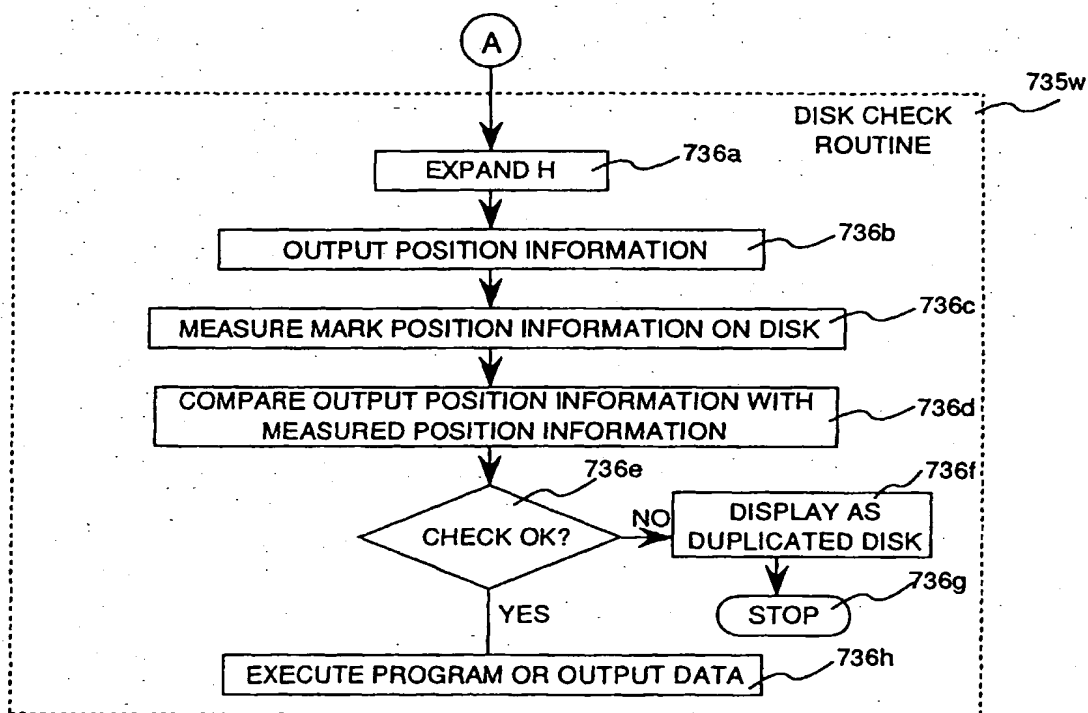 A
735w
DISK CHECK
ROUTINE
736a
EXPAND H
736b
OUTPUT POSITION INFORMATION
736c
MEASURE MARK POSITION INFORMATION ON DISK
COMPARE OUTPUT POSITION INFORMATION WITH
MEASURED POSITION INFORMATION
736d
736e
736f
CHECK OK?
NO
DISPLAY AS
DUPLICATED DISK
736g
STOP
YES
736h
EXECUTE PROGRAM OR OUTPUT DATA